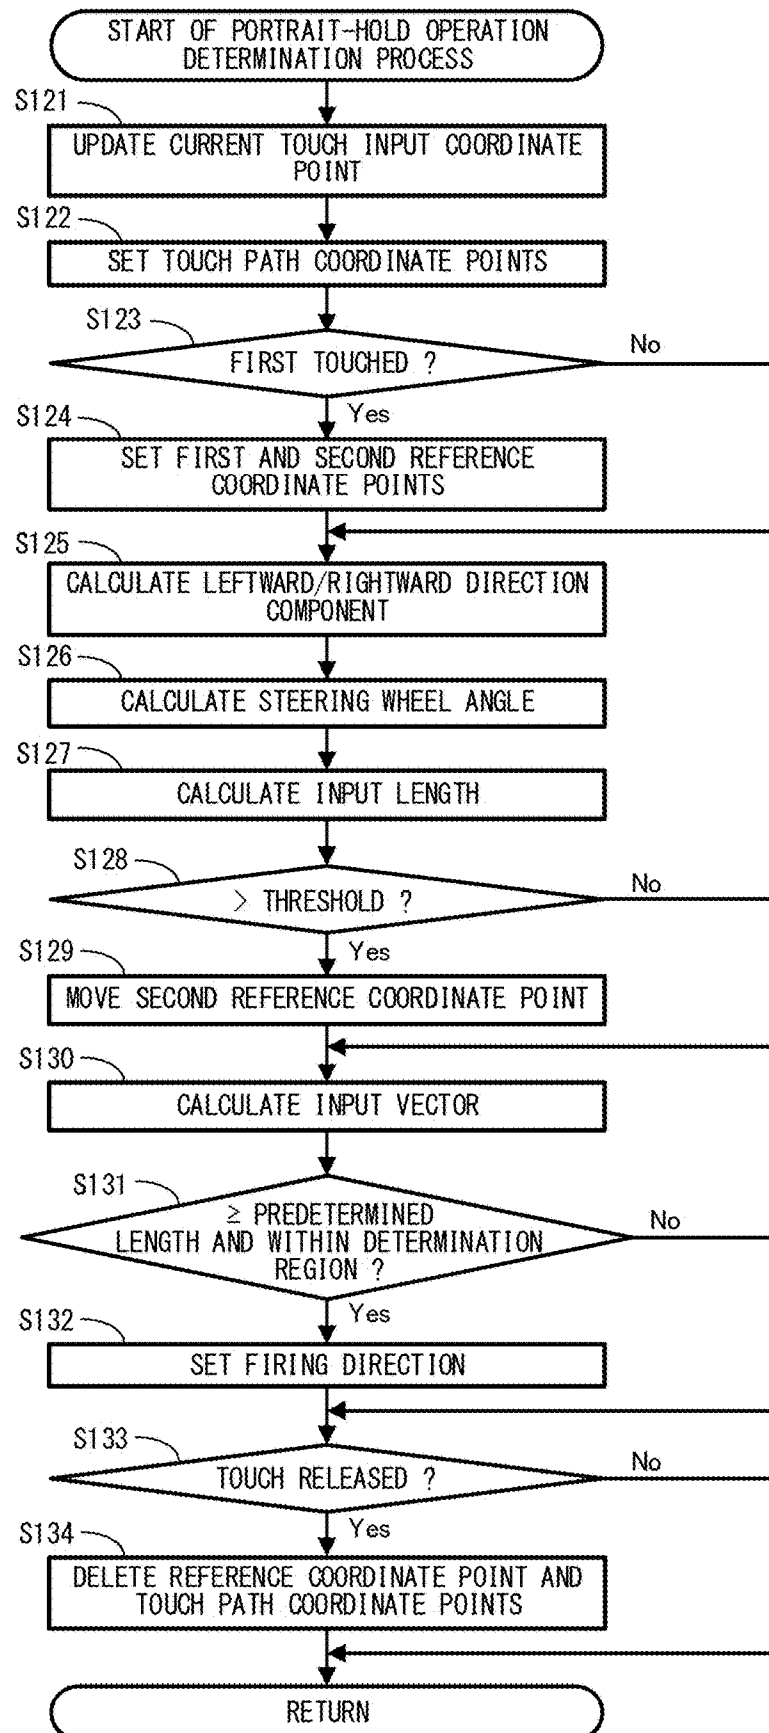 START OF PORTRAIT-HOLD OPERATION
DETERMINATION PROCESS
S121
UPDATE CURRENT TOUCH INPUT COORDINATE
POINT
S122
SET TOUCH PATH COORDINATE POINTS
S123
FIRST TOUCHED ?
No
Yes
S124
SET FIRST AND SECOND REFERENCE
COORDINATE POINTS
S125
CALCULATE LEFTWARD/RIGHTWARD DIRECTION
COMPONENT
S126
CALCULATE STEERING WHEEL ANGLE
S127
CALCULATE INPUT LENGTH
S128
> THRESHOLD ?
No
Yes
S129
MOVE SECOND REFERENCE COORDINATE POINT
S130
CALCULATE INPUT VECTOR
S131
≥ PREDETERMINED
LENGTH AND WITHIN DETERMINATION
REGION ?
No
Yes
S132
SET FIRING DIRECTION
S133
TOUCH RELEASED ?
No
Yes
S134
DELETE REFERENCE COORDINATE POINT AND
TOUCH PATH COORDINATE POINTS
RETURN